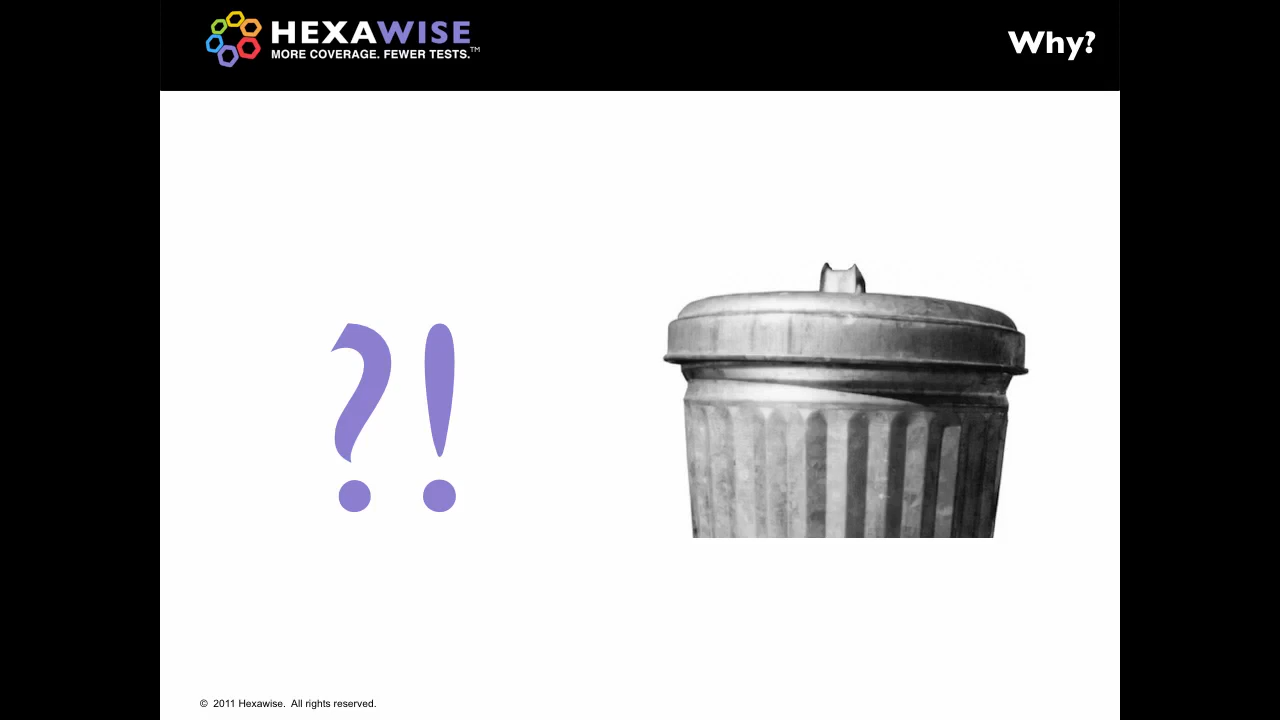 HEXAWISE
MORE COVERAGE. FEWER TESTS.™
Why?
?!
© 2011 Hexawise. All rights reserved.